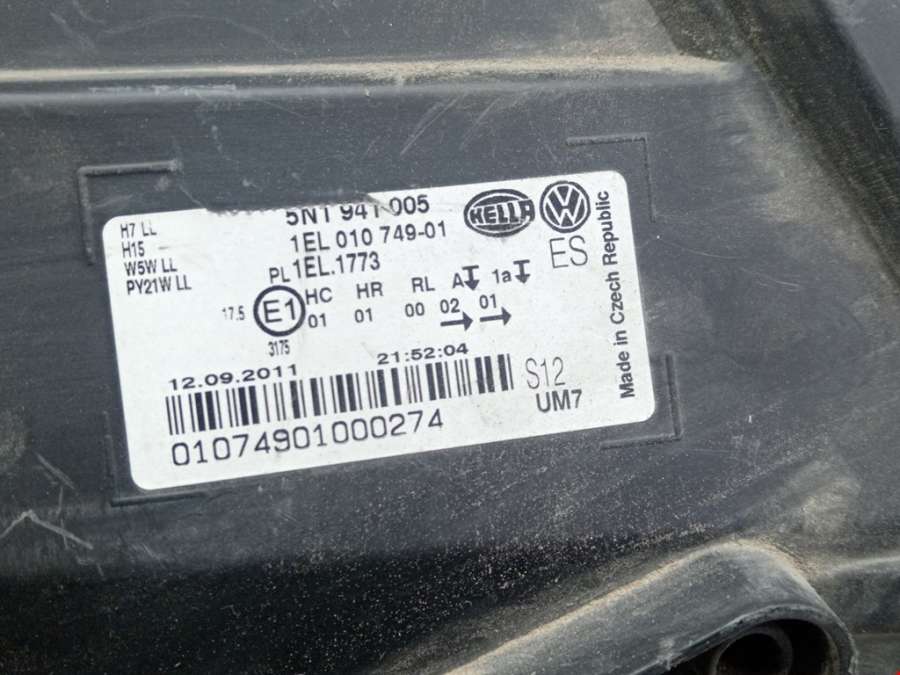 H7 LL
H15
W5W LL
PY21W LL
5N1 941 005
1EL 010 749-01
PL 1EL.1773
HELLA
VW
ES
17.5
E1
HC HR RL A 1a
01 01 00 02 01
3175
12.09.2011 21:52:04
S12
UM7
01074901000274
Made in Czech Republic